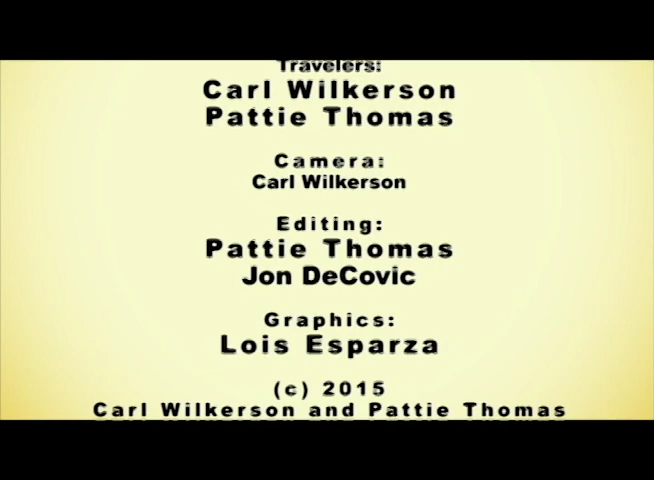 Travelers:
Carl Wilkerson
Pattie Thomas
Camera:
Carl Wilkerson
Editing:
Pattie Thomas
Jon DeCovic
Graphics:
Lois Esparza
(c) 2015
Carl Wilkerson and Pattie Thomas